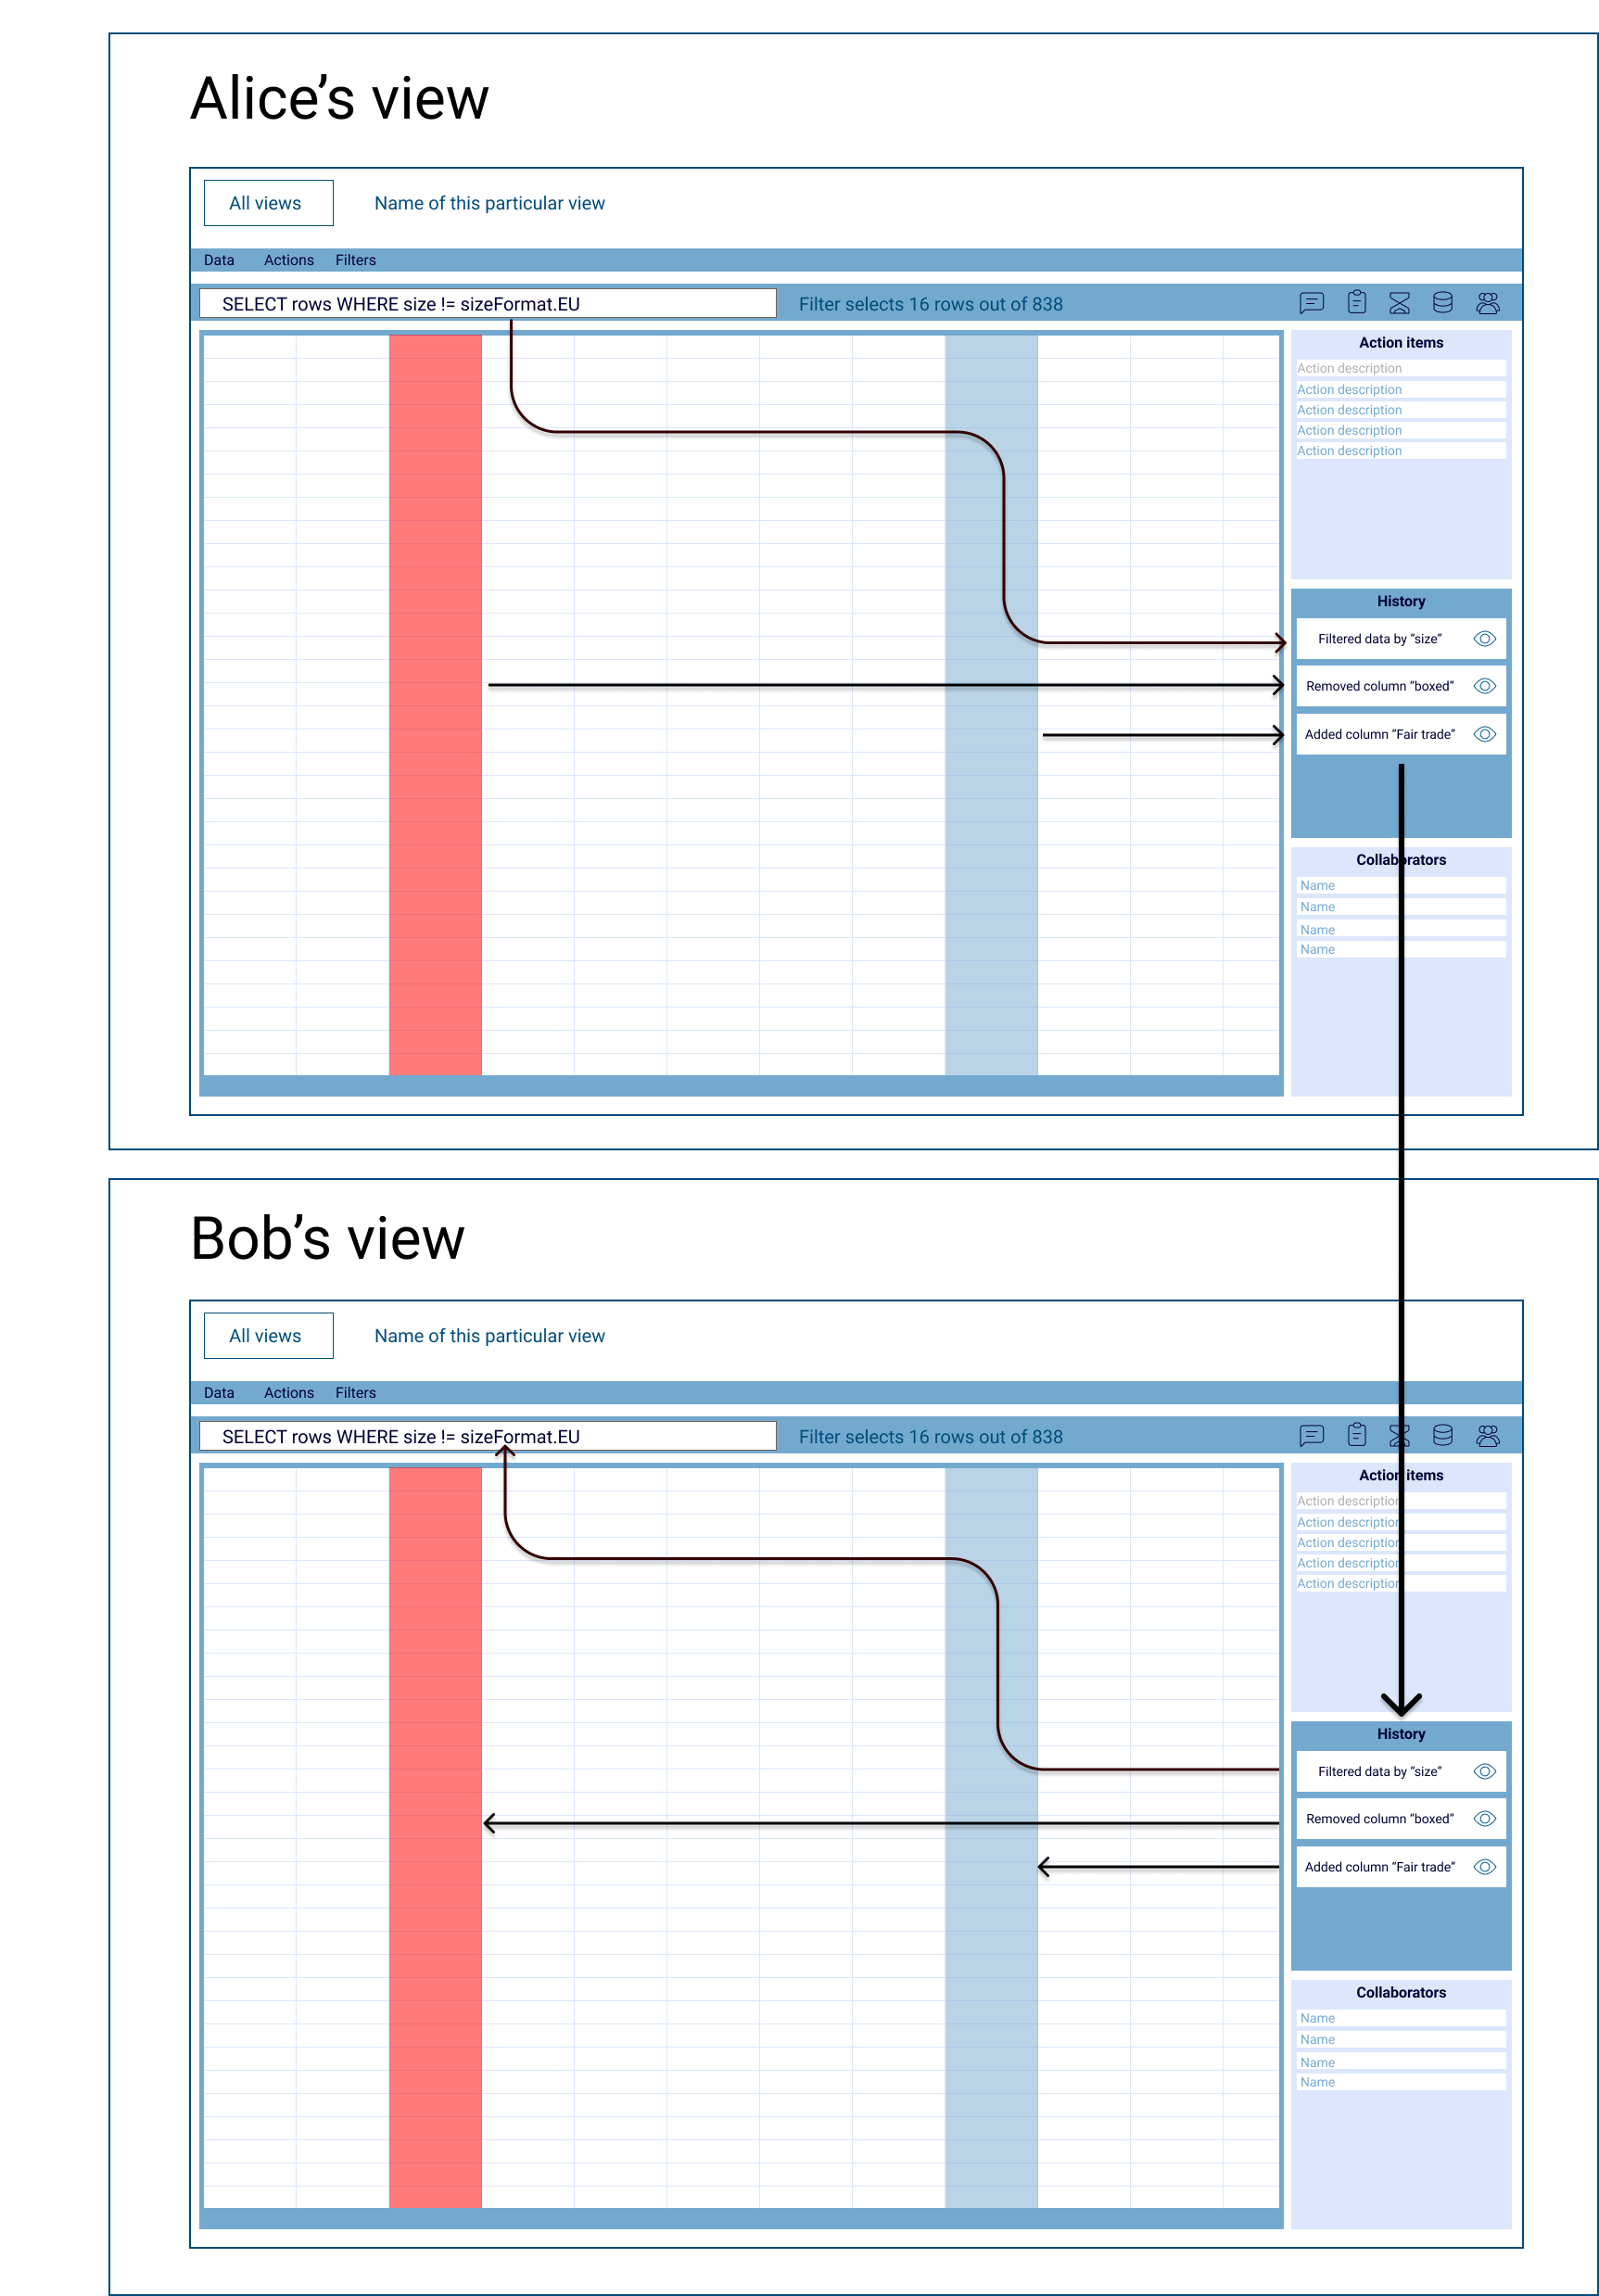 Alice’s view
All views
Name of this particular view
Data
Actions
Filters
SELECT rows WHERE size != sizeFormat.EU
Filter selects 16 rows out of 838
Action items
Action description
Action description
Action description
Action description
Action description
History
Filtered data by “size”
Removed column “boxed”
Added column “Fair trade”
Collaborators
Name
Name
Name
Name
Bob’s view
All views
Name of this particular view
Data
Actions
Filters
SELECT rows WHERE size != sizeFormat.EU
Filter selects 16 rows out of 838
Action items
Action description
Action description
Action description
Action description
Action description
History
Filtered data by “size”
Removed column “boxed”
Added column “Fair trade”
Collaborators
Name
Name
Name
Name